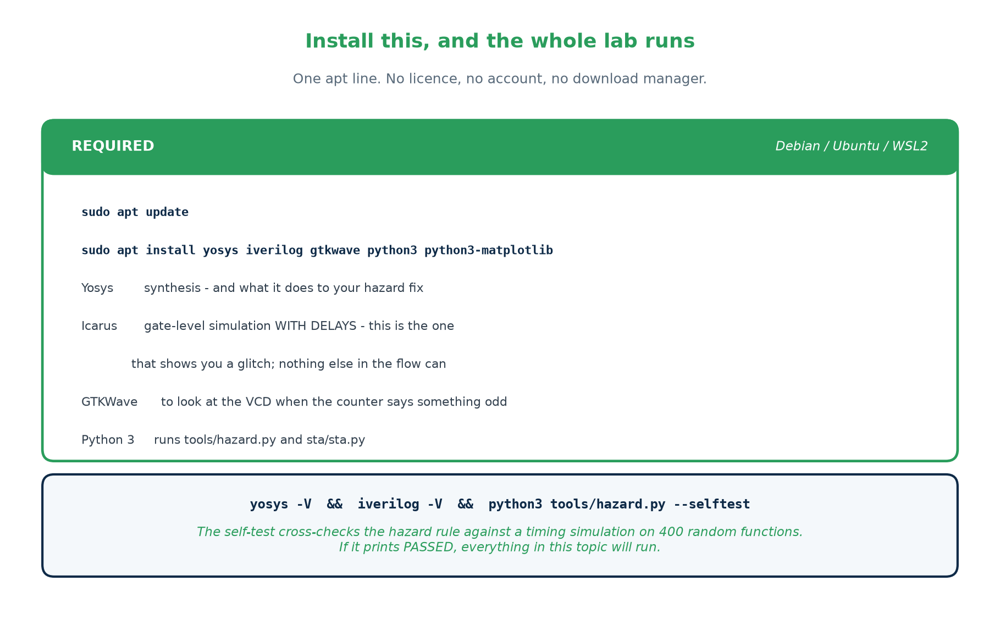 Install this, and the whole lab runs
One apt line. No licence, no account, no download manager.
REQUIRED
Debian / Ubuntu / WSL2
sudo apt update
sudo apt install yosys iverilog gtkwave python3 python3-matplotlib
Yosys synthesis - and what it does to your hazard fix
Icarus gate-level simulation WITH DELAYS - this is the one
that shows you a glitch; nothing else in the flow can
GTKWave to look at the VCD when the counter says something odd
Python 3 runs tools/hazard.py and sta/sta.py
yosys -V && iverilog -V && python3 tools/hazard.py --selftest
The self-test cross-checks the hazard rule against a timing simulation on 400 random functions.
If it prints PASSED, everything in this topic will run.